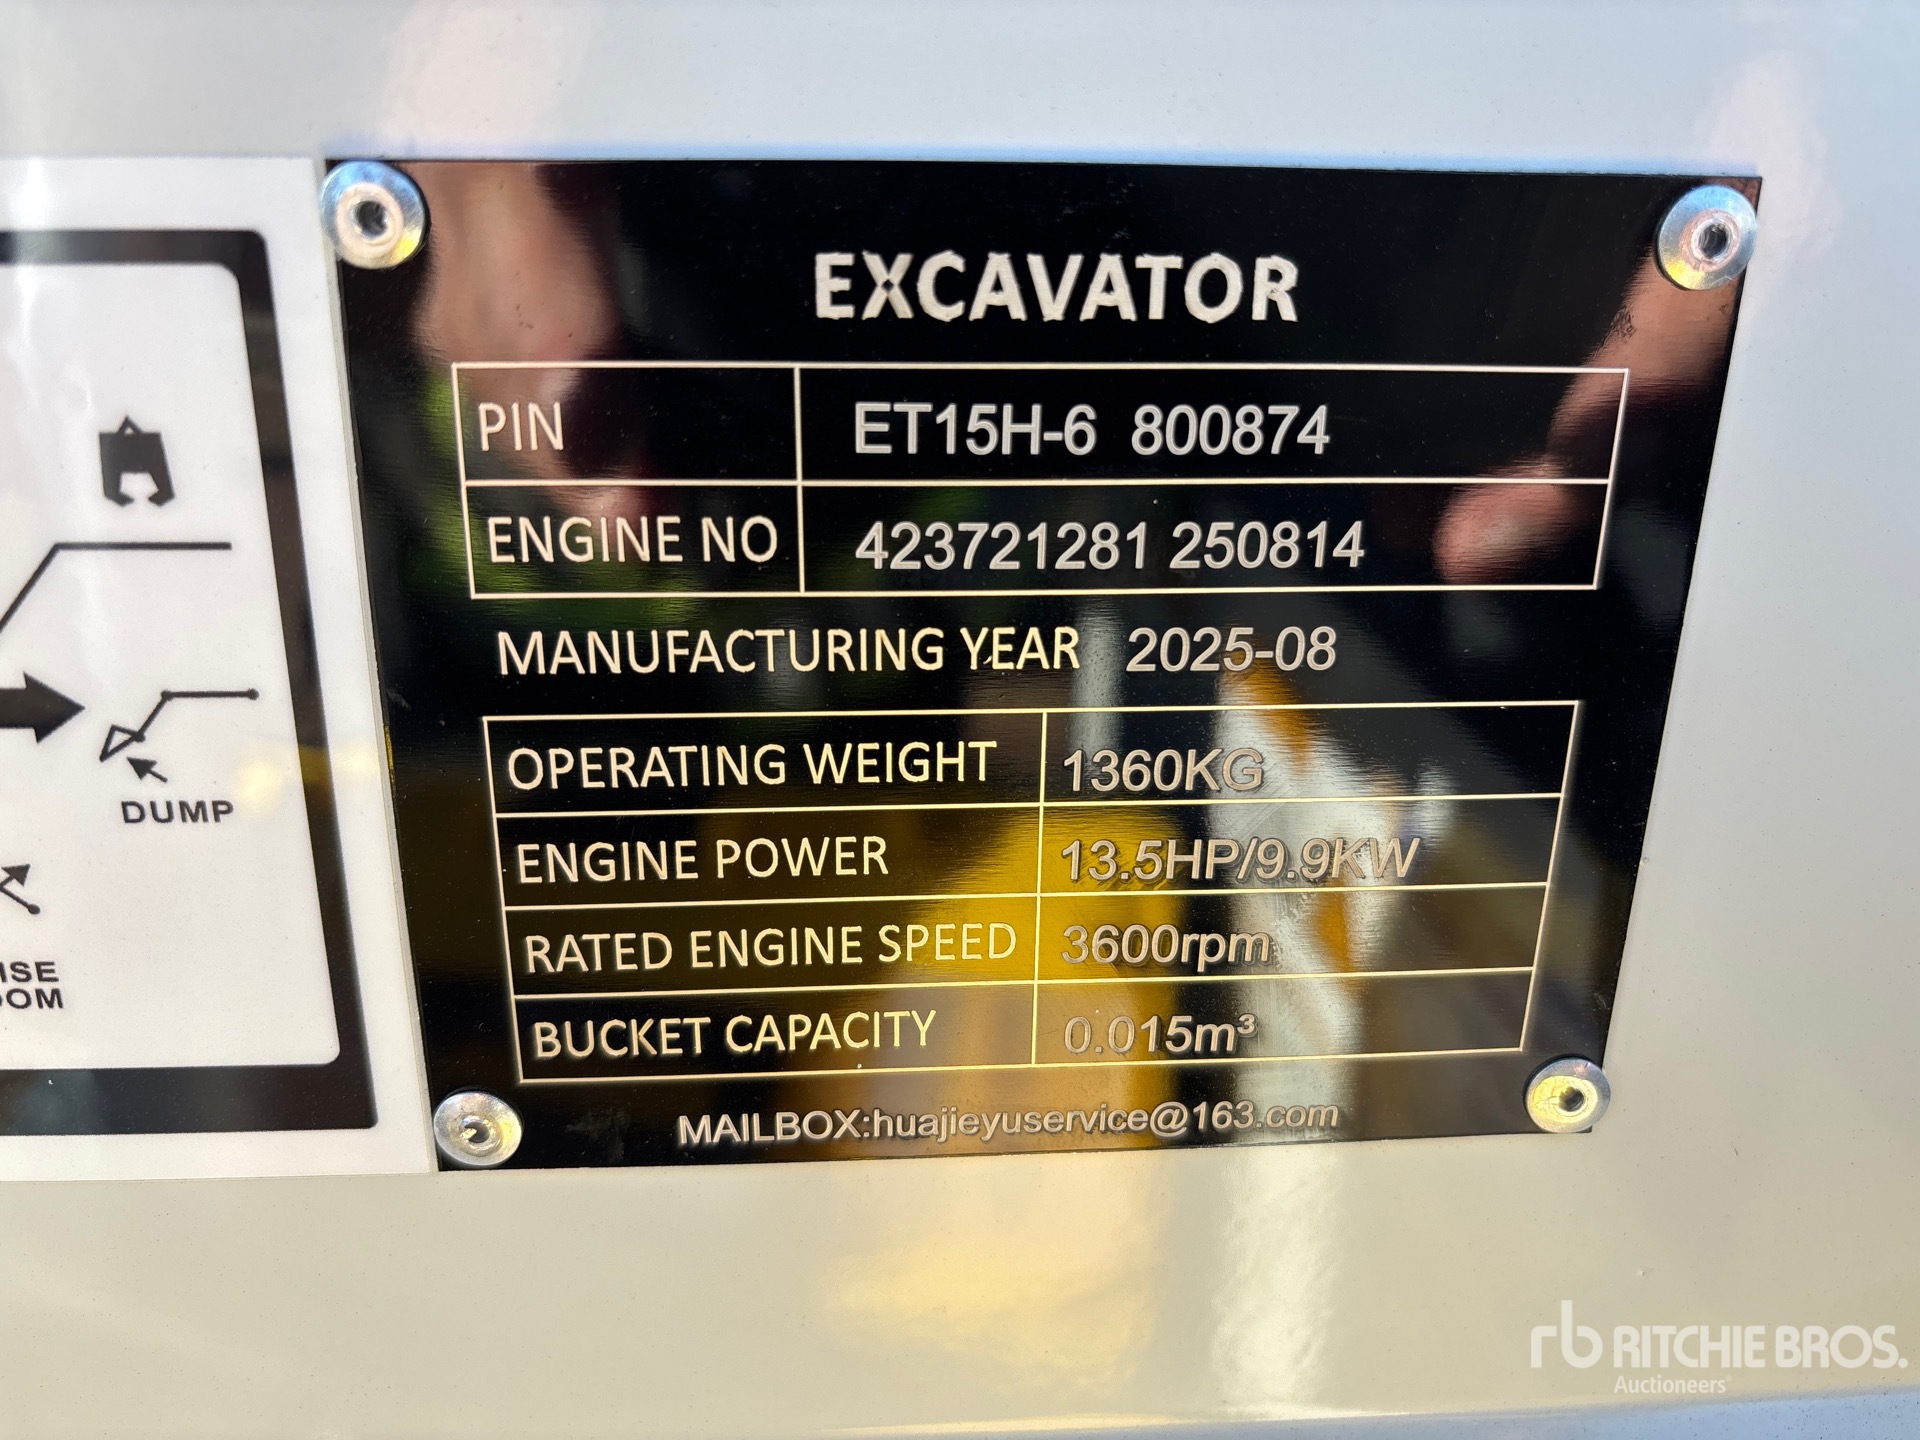 EXCAVATOR
PIN ET15H-6 800874
ENGINE NO 423721281 250814
MANUFACTURING YEAR 2025-08
OPERATING WEIGHT 1360KG
ENGINE POWER 13.5HP/9.9KW
RATED ENGINE SPEED 3600rpm
BUCKET CAPACITY 0.015m³
MAILBOX:huajieyuservice@163.com
DUMP
rb RITCHIE BROS.
Auctioneers